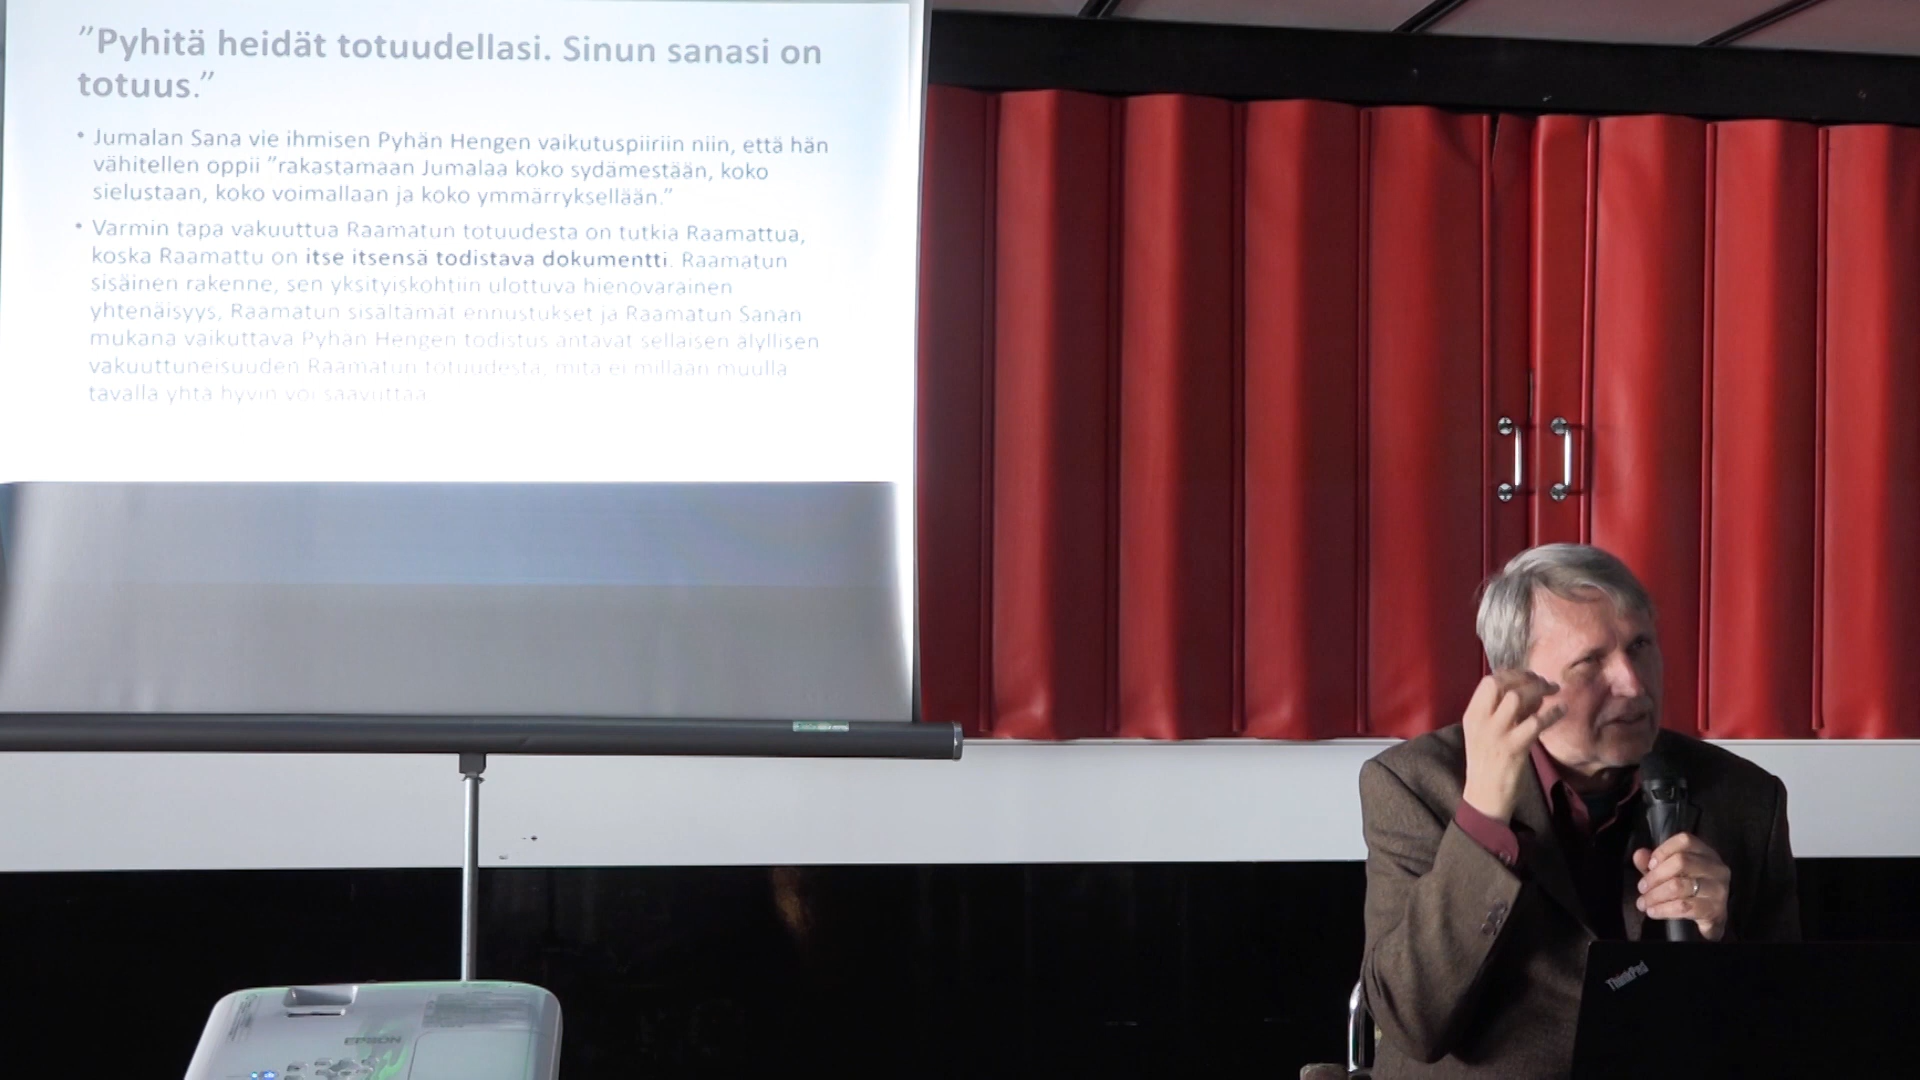 ”Pyhitä heidät totuudellasi. Sinun sanasi on
totuus.”
• Jumalan Sana vie ihmisen Pyhän Hengen vaikutuspiiriin niin, että hän
vähitellen oppii ”rakastamaan Jumalaa koko sydämestään, koko
sielustaan, koko voimallaan ja koko ymmärryksellään.”
• Varmin tapa vakuuttua Raamatun totuudesta on tutkia Raamattua,
koska Raamattu on itse itsensä todistava dokumentti. Raamatun
sisäinen rakenne, sen yksityiskohtiin ulottuva hienovarainen
yhtenäisyys, Raamatun sisältämät ennustukset ja Raamatun Sanan
mukana vaikuttava Pyhän Hengen todistus antavat sellaisen älyllisen
vakuuttuneisuuden Raamatun totuudesta, mitä ei millään muulla
tavalla yhtä hyvin voi saavuttaa
ThinkPad
EPSON